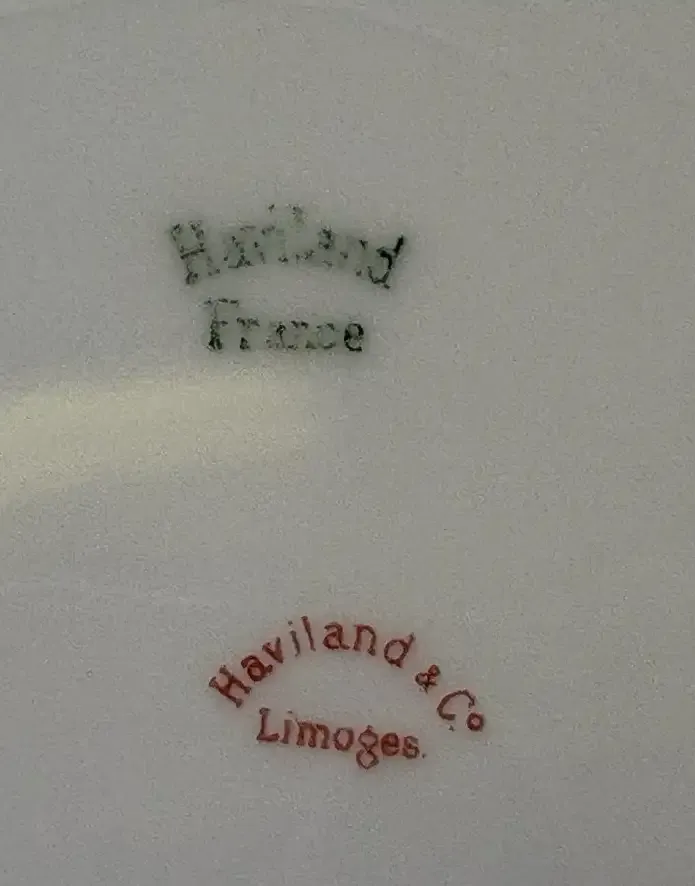 Haviland
France
Haviland & Co
Limoges.